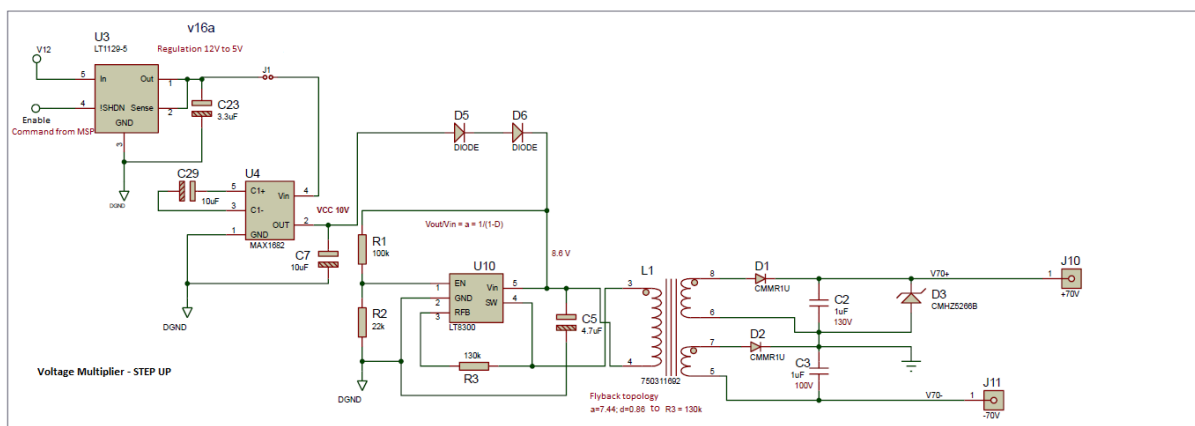 v16a
U3
LT1129-5
Regulation 12V to 5V
V12
5
In
Out
1
J1
4
!SHDN
Sense
2
Enable
Command from MSP
GND
3
C23
3.3uF
DGND
D5
DIODE
D6
DIODE
C29
10uF
U4
5
C1+
Vin
4
3
C1-
OUT
2
1
GND
MAX1682
VCC 10V
C7
10uF
DGND
Vout/Vin = a = 1/(1-D)
8.6 V
R1
100k
R2
22k
U10
1
EN
Vin
5
2
GND
SW
4
3
RFB
LT8300
C5
4.7uF
130k
R3
DGND
L1
3
4
8
6
7
5
750311692
D1
CMMR1U
D2
CMMR1U
C2
1uF
130V
C3
1uF
100V
D3
CMHZ5266B
V70+
1
J10
+70V
V70-
1
J11
-70V
Voltage Multiplier - STEP UP
Flyback topology
a=7.44; d=0.86 to R3 = 130k